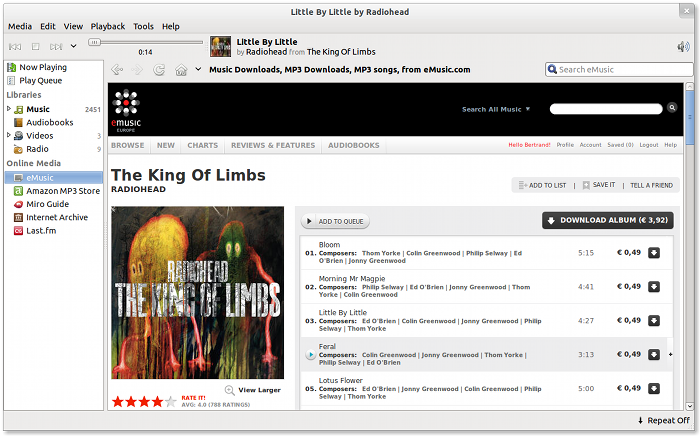 Little By Little by Radiohead
Media Edit View Playback Tools Help
0:14
Little By Little
by Radiohead from The King Of Limbs
Now Playing
Play Queue
Libraries
Music 2451
Audiobooks
Videos 3
Radio 9
Online Media
eMusic
Amazon MP3 Store
Miro Guide
Internet Archive
Last.fm
Music Downloads, MP3 Downloads, MP3 songs, from eMusic.com
Search eMusic
emusic
EUROPE
Search All Music
BROWSE NEW CHARTS REVIEWS & FEATURES AUDIOBOOKS
Hello Bertrand! Profile Account Saved (0) Logout Help
The King Of Limbs
RADIOHEAD
ADD TO LIST | SAVE IT | TELL A FRIEND
RADIOHEAD
THE KING OF LIMBS
View Larger
RATE IT!
AVG: 4.0 (788 RATINGS)
ADD TO QUEUE
DOWNLOAD ALBUM (€ 3,92)
Bloom
01. Composers: Thom Yorke | Colin Greenwood | Philip Selway | Ed
O'Brien | Jonny Greenwood
5:15 € 0,49
Morning Mr Magpie
02. Composers: Philip Selway | Ed O'Brien | Jonny Greenwood | Thom
Yorke | Colin Greenwood
4:41 € 0,49
Little By Little
03. Composers: Ed O'Brien | Colin Greenwood | Jonny Greenwood | Philip
Selway | Thom Yorke
4:27 € 0,49
Feral
Composers: Colin Greenwood | Jonny Greenwood | Thom Yorke |
Philip Selway | Ed O'Brien
3:13 € 0,49
Lotus Flower
05. Composers: Ed O'Brien | Jonny Greenwood | Colin Greenwood | Philip
Selway | Thom Yorke
5:00 € 0,49
Repeat Off